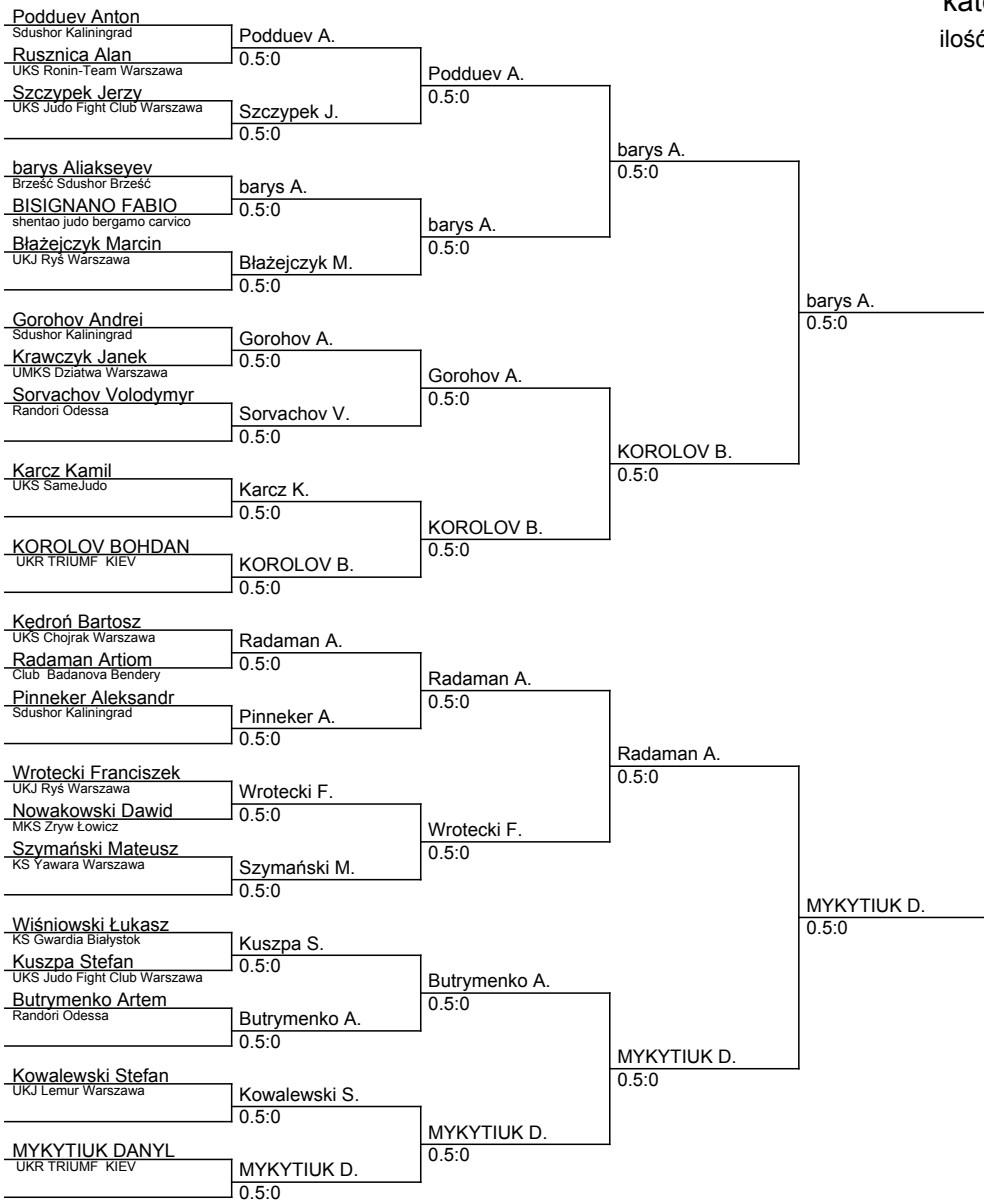 kate
ilość
Podduev Anton
Sdushor Kaliningrad
Rusznica Alan
UKS Ronin-Team Warszawa
Szczypek Jerzy
UKS Judo Fight Club Warszawa
barys Aliakseyev
Brześć Sdushor Brześć
BISIGNANO FABIO
shentao judo bergamo carvico
Błażejczyk Marcin
UKJ Ryś Warszawa
Gorohov Andrei
Sdushor Kaliningrad
Krawczyk Janek
UMKS Dziatwa Warszawa
Sorvachov Volodymyr
Randori Odessa
Karcz Kamil
UKS SameJudo
KOROLOV BOHDAN
UKR TRIUMF KIEV
Kędroń Bartosz
UKS Chojrak Warszawa
Radaman Artiom
Club Badanova Bendery
Pinneker Aleksandr
Sdushor Kaliningrad
Wrotecki Franciszek
UKJ Ryś Warszawa
Nowakowski Dawid
MKS Zryw Łowicz
Szymański Mateusz
KS Yawara Warszawa
Wiśniowski Łukasz
KS Gwardia Białystok
Kuszpa Stefan
UKS Judo Fight Club Warszawa
Butrymenko Artem
Randori Odessa
Kowalewski Stefan
UKJ Lemur Warszawa
MYKYTIUK DANYL
UKR TRIUMF KIEV
Podduev A.
0.5:0
Szczypek J.
0.5:0
barys A.
0.5:0
Błażejczyk M.
0.5:0
Gorohov A.
0.5:0
Sorvachov V.
0.5:0
Karcz K.
0.5:0
KOROLOV B.
0.5:0
Radaman A.
0.5:0
Pinneker A.
0.5:0
Wrotecki F.
0.5:0
Szymański M.
0.5:0
Kuszpa S.
0.5:0
Butrymenko A.
0.5:0
Kowalewski S.
0.5:0
MYKYTIUK D.
0.5:0
Podduev A.
0.5:0
barys A.
0.5:0
Gorohov A.
0.5:0
KOROLOV B.
0.5:0
Radaman A.
0.5:0
Wrotecki F.
0.5:0
Butrymenko A.
0.5:0
MYKYTIUK D.
0.5:0
barys A.
0.5:0
KOROLOV B.
0.5:0
Radaman A.
0.5:0
MYKYTIUK D.
0.5:0
barys A.
0.5:0
MYKYTIUK D.
0.5:0